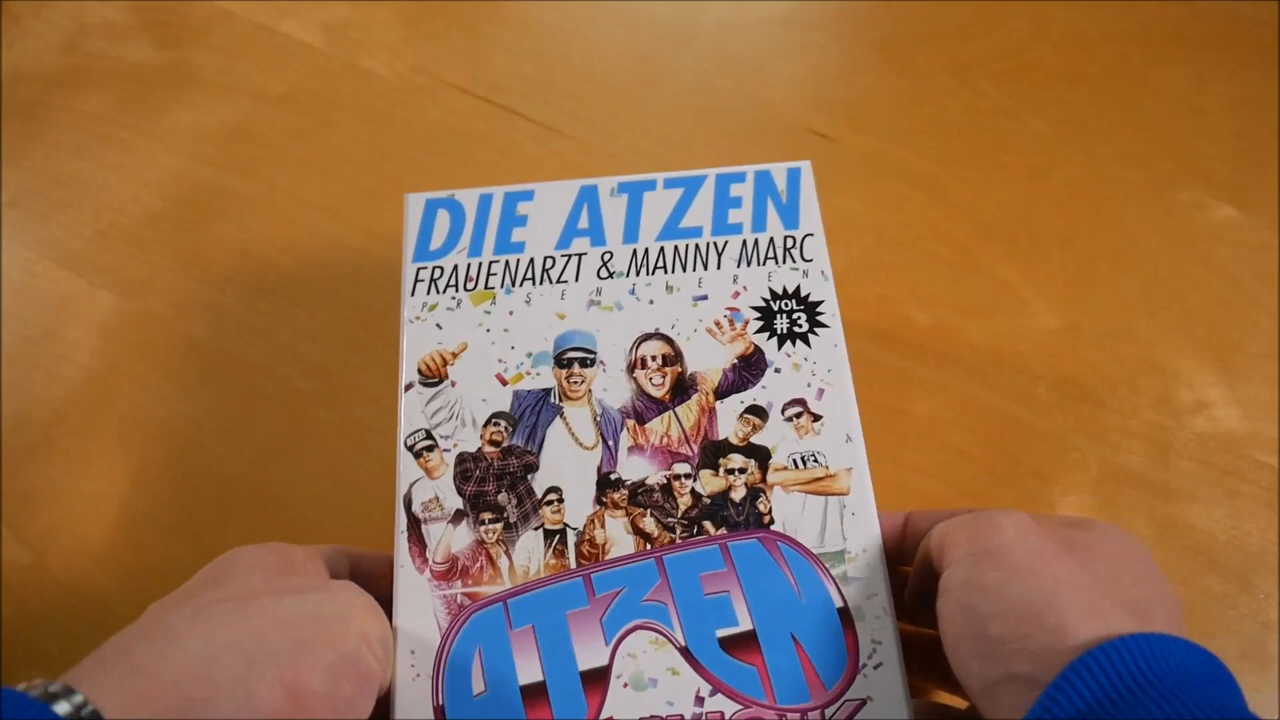 DIE ATZEN
FRAUENARZT & MANNY MARC
PRÄSENTIEREN
VOL.
#3
ATZEN